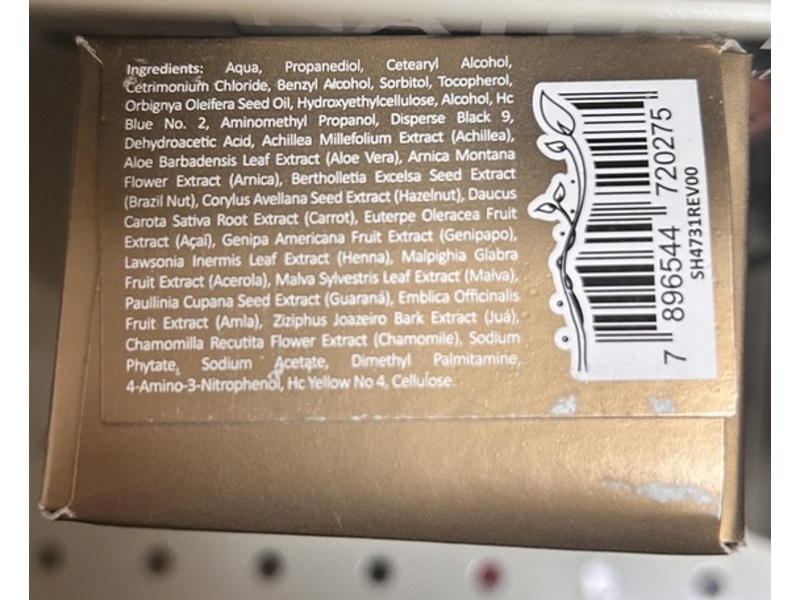 Ingredients: Aqua, Propanediol, Cetearyl Alcohol,
Cetrimonium Chloride, Benzyl Alcohol, Sorbitol, Tocopherol,
Orbignya Oleifera Seed Oil, Hydroxyethylcellulose, Alcohol, Hc
Blue No. 2, Aminomethyl Propanol, Disperse Black 9,
Dehydroacetic Acid, Achillea Millefolium Extract (Achillea),
Aloe Barbadensis Leaf Extract (Aloe Vera), Arnica Montana
Flower Extract (Arnica), Bertholletia Excelsa Seed Extract
(Brazil Nut), Corylus Avellana Seed Extract (Hazelnut), Daucus
Carota Sativa Root Extract (Carrot), Euterpe Oleracea Fruit
Extract (Açaí), Genipa Americana Fruit Extract (Genipapo),
Lawsonia Inermis Leaf Extract (Henna), Malpighia Glabra
Fruit Extract (Acerola), Malva Sylvestris Leaf Extract (Malva),
Paullinia Cupana Seed Extract (Guaraná), Emblica Officinalis
Fruit Extract (Amla), Ziziphus Joazeiro Bark Extract (Juá),
Chamomilla Recutita Flower Extract (Chamomile), Sodium
Phytate, Sodium Acetate, Dimethyl Palmitamine,
4-Amino-3-Nitrophenol, Hc Yellow No 4, Cellulose.
7 896544 720275
SH4731REV00